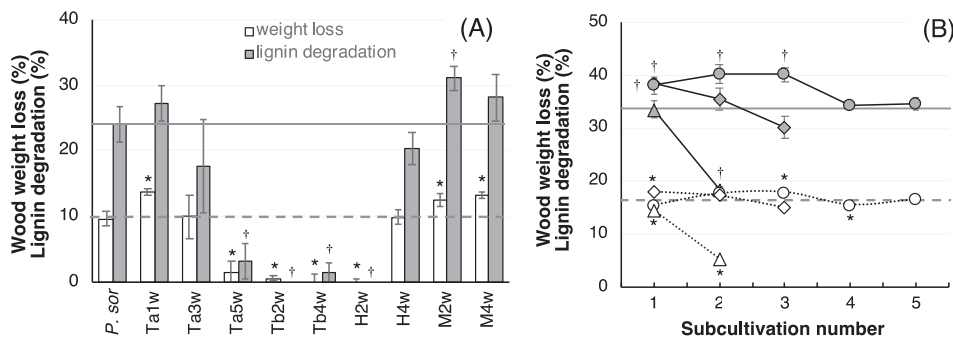 Wood weight loss (%)
Lignin degradation (%)
40
30
20
10
0
weight loss
lignin degradation
(A)
†
*
*
*
* †
* †
* †
* †
P. sor
Ta1w
Ta3w
Ta5w
Tb2w
Tb4w
H2w
H4w
M2w
M4w
Wood weight loss (%)
Lignin degradation (%)
50
40
30
20
10
0
(B)
† † †
†
†
* *
* *
*
1 2 3 4 5
Subcultivation number